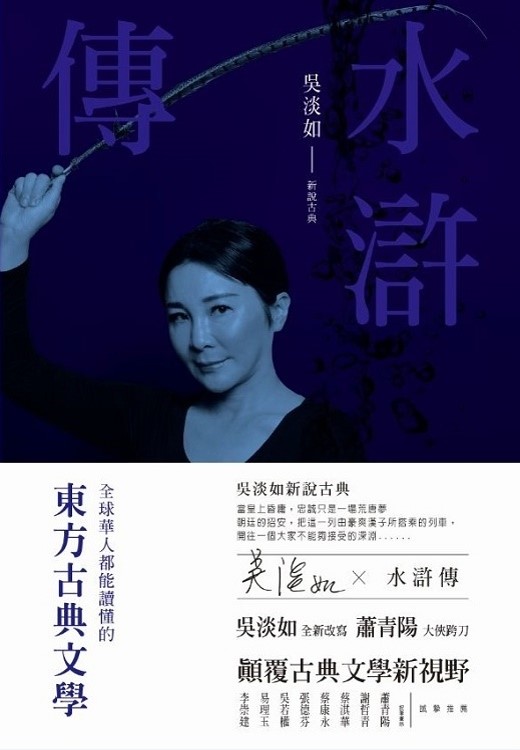 水滸
傳
吳淡如——新說古典
全球華人都能讀懂的
東方古典文學
吳淡如新說古典
當皇上昏庸，忠誠只是一場荒唐夢
朝廷的招安，把這一列由豪爽漢子所搭乘的列車，
開往一個大家不能夠接受的深淵......
吳淡如 × 水滸傳
吳淡如 全新改寫 蕭青陽 大俠跨刀
顛覆古典文學新視野
蕭青陽
謝哲青
蔡淇華
蔡康永
張德芬
吳若權
易理玉
李崇建
誠摯推薦